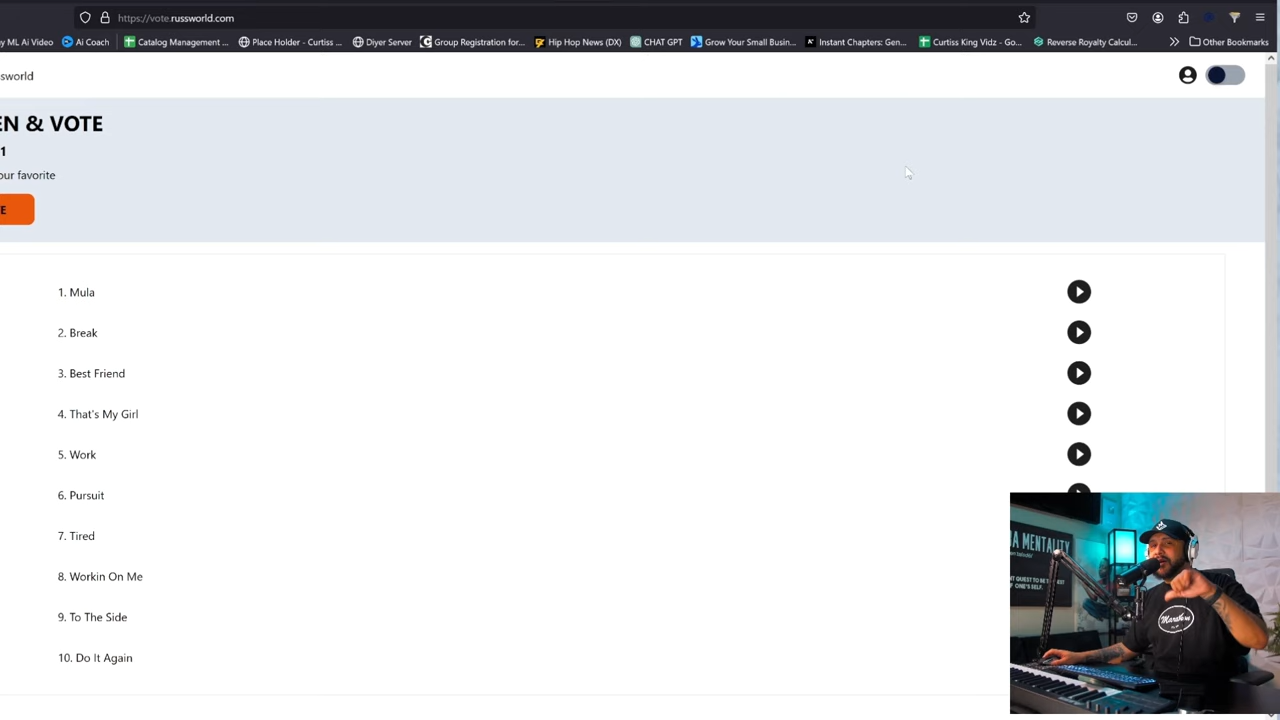 https://vote.russworld.com
ny ML Ai Video
Ai Coach
Catalog Management ...
Place Holder - Curtiss ...
Diyer Server
Group Registration for...
Hip Hop News (DX)
CHAT GPT
Grow Your Small Busin...
Instant Chapters: Gen...
Curtiss King Vidz - Go...
Reverse Royalty Calcul...
Other Bookmarks
ssworld
EN & VOTE
1
our favorite
E
1. Mula
2. Break
3. Best Friend
4. That's My Girl
5. Work
6. Pursuit
7. Tired
8. Workin On Me
9. To The Side
10. Do It Again
MENTALITY
Marathon